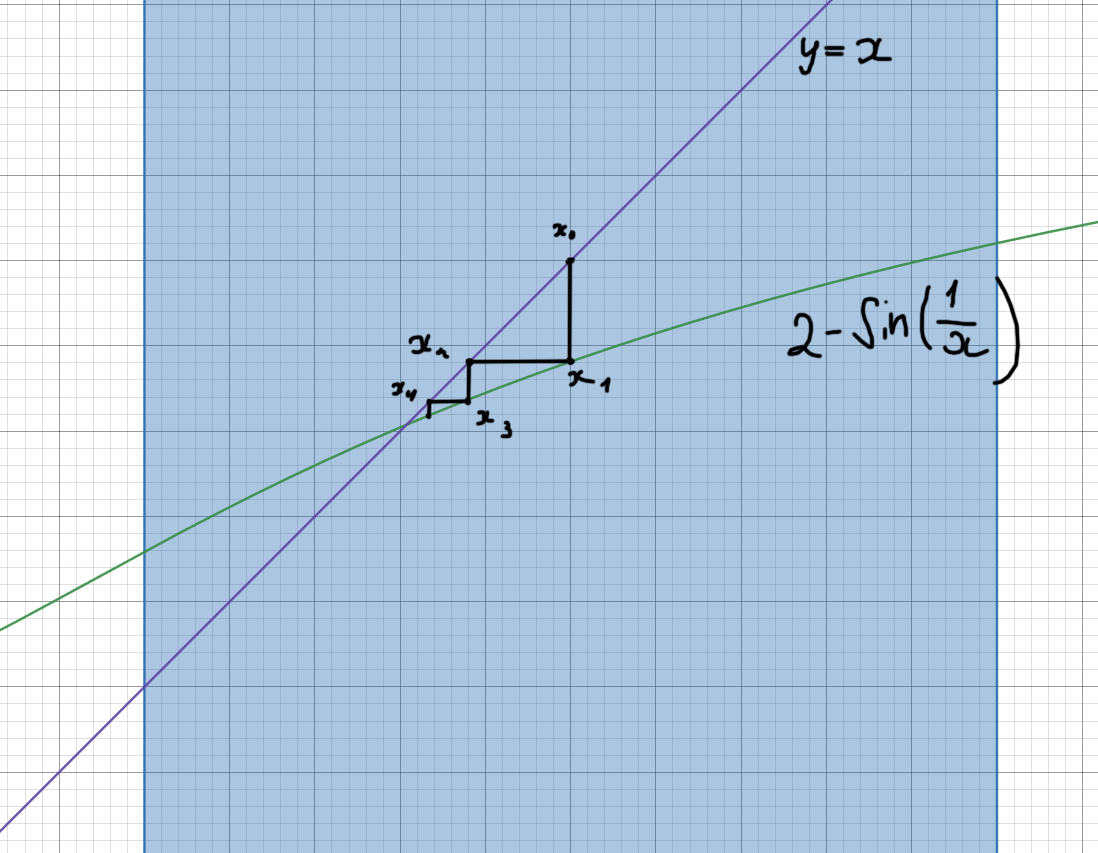 y = x
x₀
2 - sin(1/x)
x₂
x₁
x₄
x₃